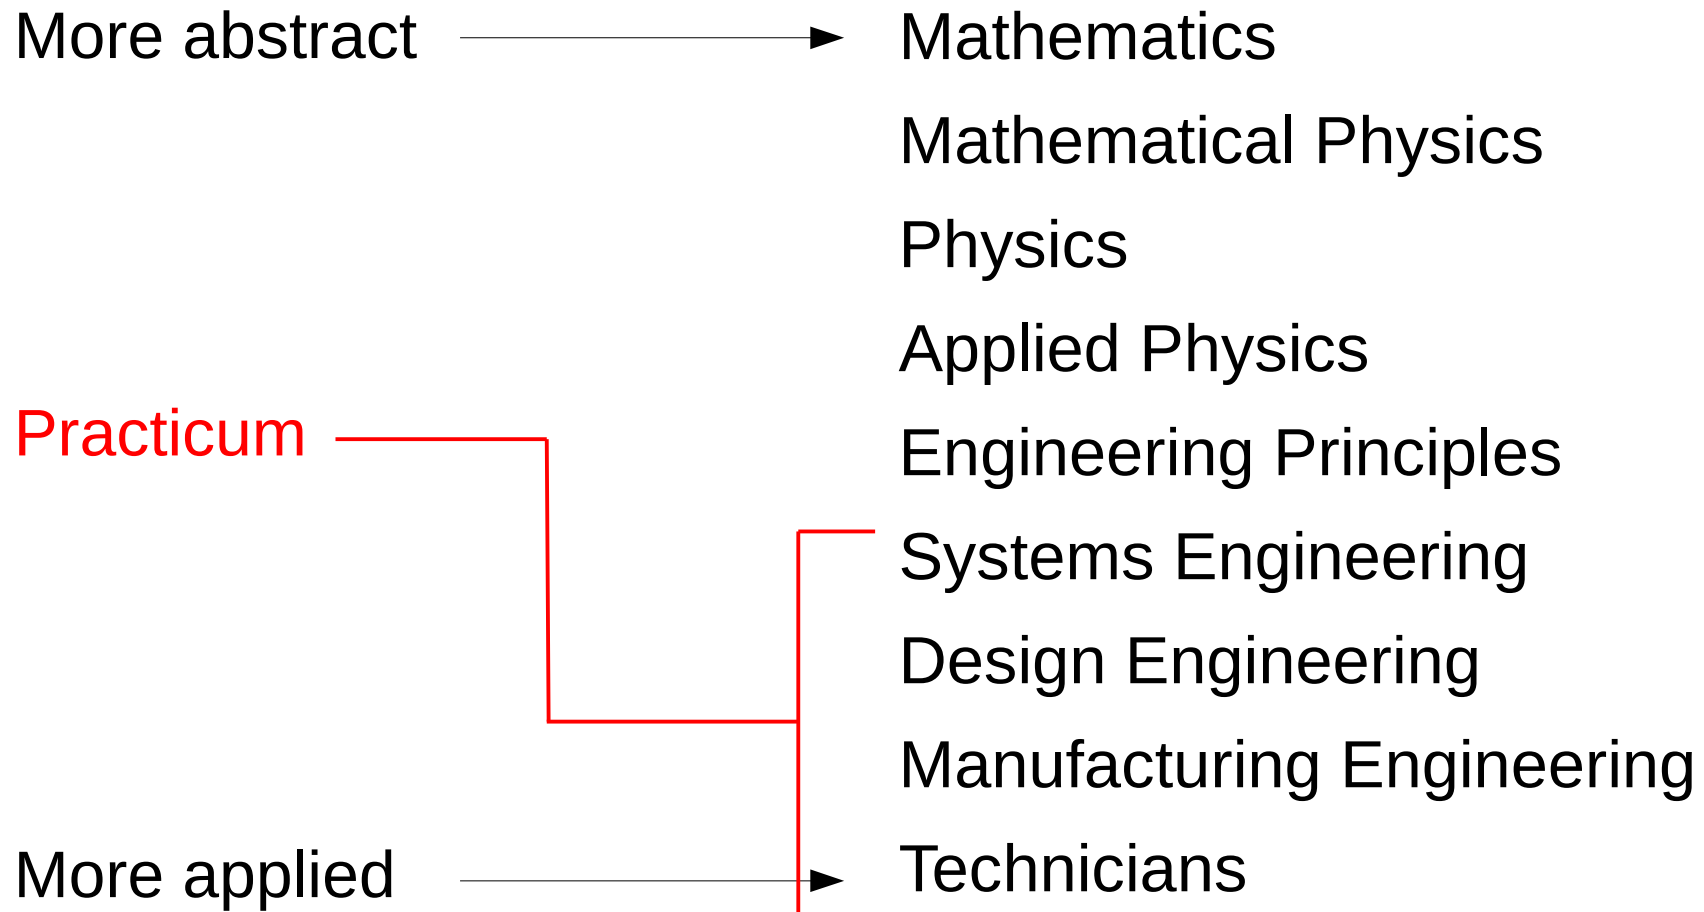 More abstract
Mathematics
Mathematical Physics
Physics
Applied Physics
Practicum
Engineering Principles
Systems Engineering
Design Engineering
Manufacturing Engineering
More applied
Technicians